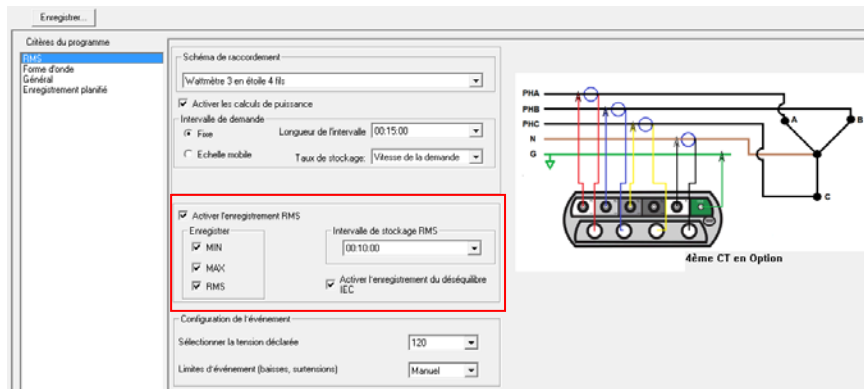 Enregistrer...
Critères du programme
RMS
Forme d'onde
Général
Enregistrement planifié
Schéma de raccordement
Wattmètre 3 en étoile 4 fils
Activer les calculs de puissance
Intervalle de demande
Fixe
Longueur de l'intervalle 00:15:00
Echelle mobile
Taux de stockage: Vitesse de la demande
Activer l'enregistrement RMS
Enregistrer
MIN
MAX
RMS
Intervalle de stockage RMS
00:10:00
Activer l'enregistrement du déséquilibre
IEC
Configuration de l'événement
Sélectionner la tension déclarée 120
Limites d'événement (baisses, surtensions) Manuel
PHA
PHB
PHC
N
G
A
B
C
4ème CT en Option